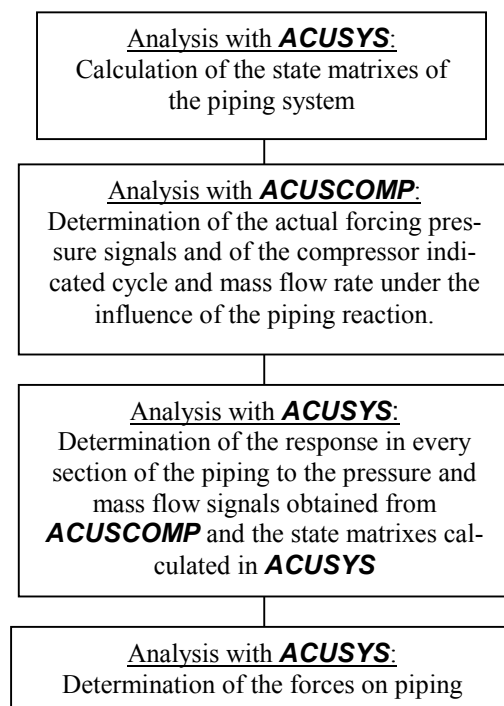 Analysis with ACUSYS:
Calculation of the state matrixes of
the piping system
Analysis with ACUSCOMP:
Determination of the actual forcing pres-
sure signals and of the compressor indi-
cated cycle and mass flow rate under the
influence of the piping reaction.
Analysis with ACUSYS:
Determination of the response in every
section of the piping to the pressure and
mass flow signals obtained from
ACUSCOMP and the state matrixes cal-
culated in ACUSYS
Analysis with ACUSYS:
Determination of the forces on piping